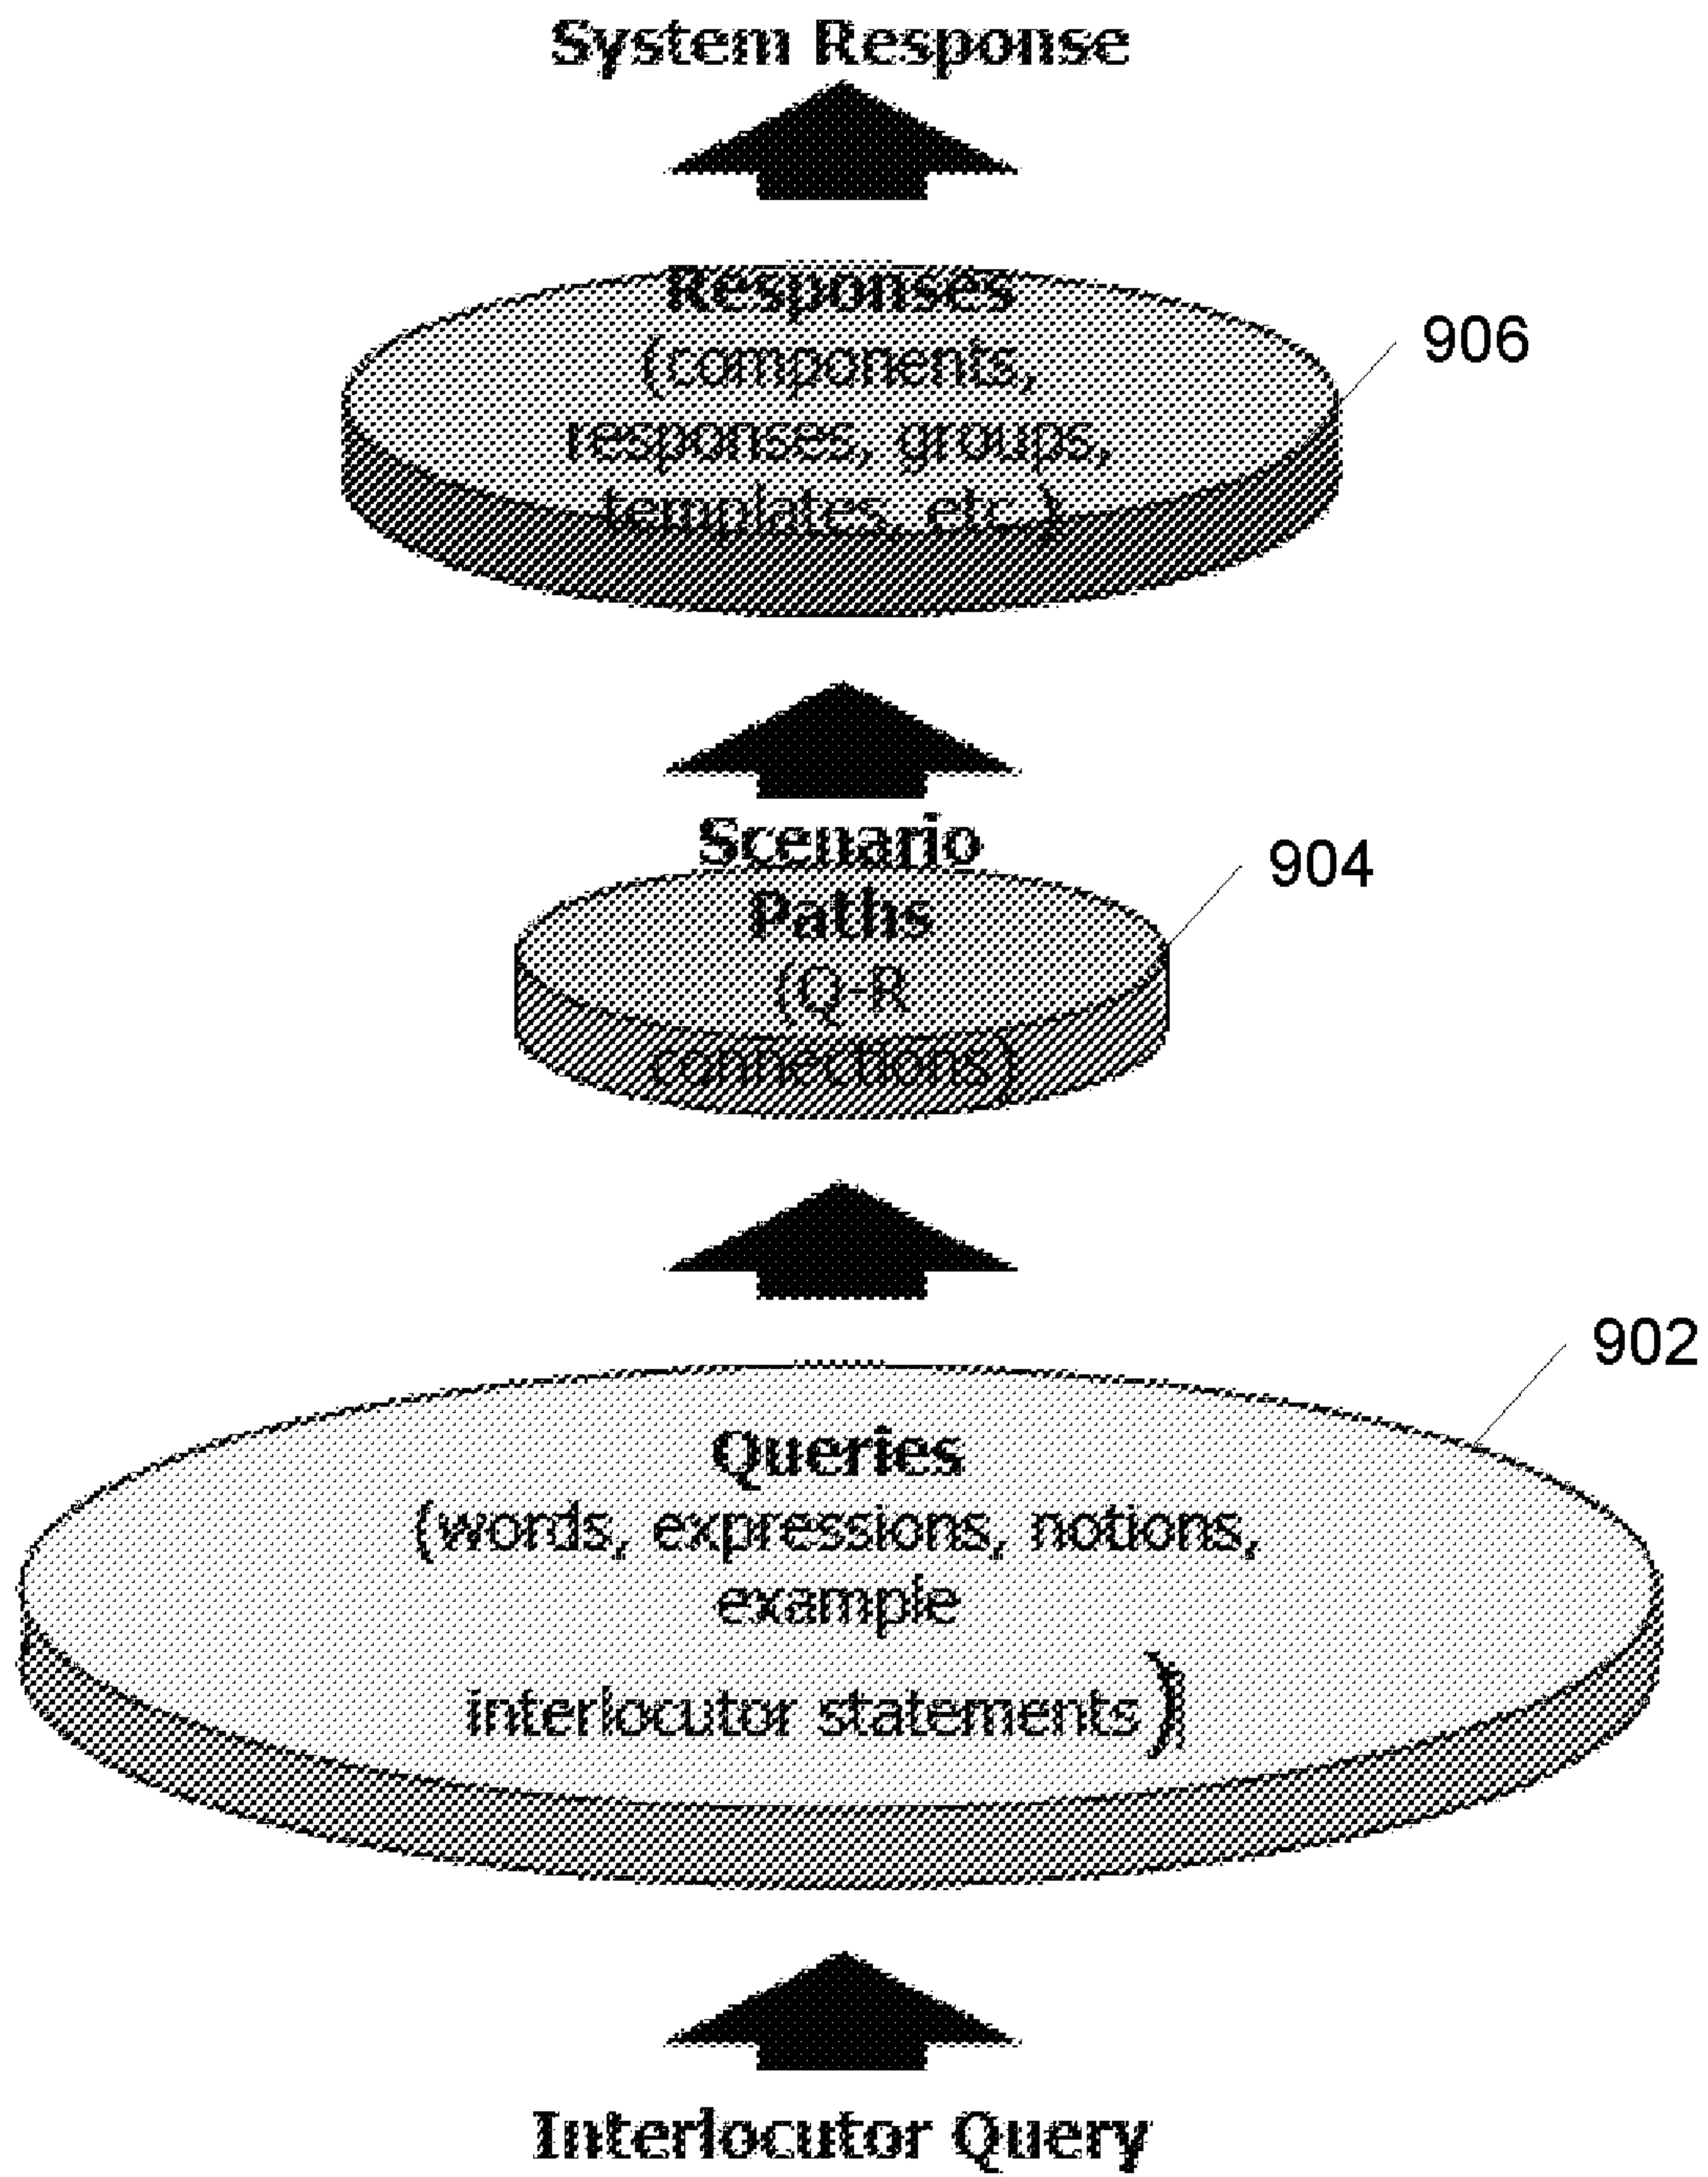 System Response
Responses
(components,
responses, groups,
templates, etc.)
906
Scenario
Paths
(Q-R
connections)
904
902
Queries
(words, expressions, notions,
example
interlocutor statements)
Interlocutor Query